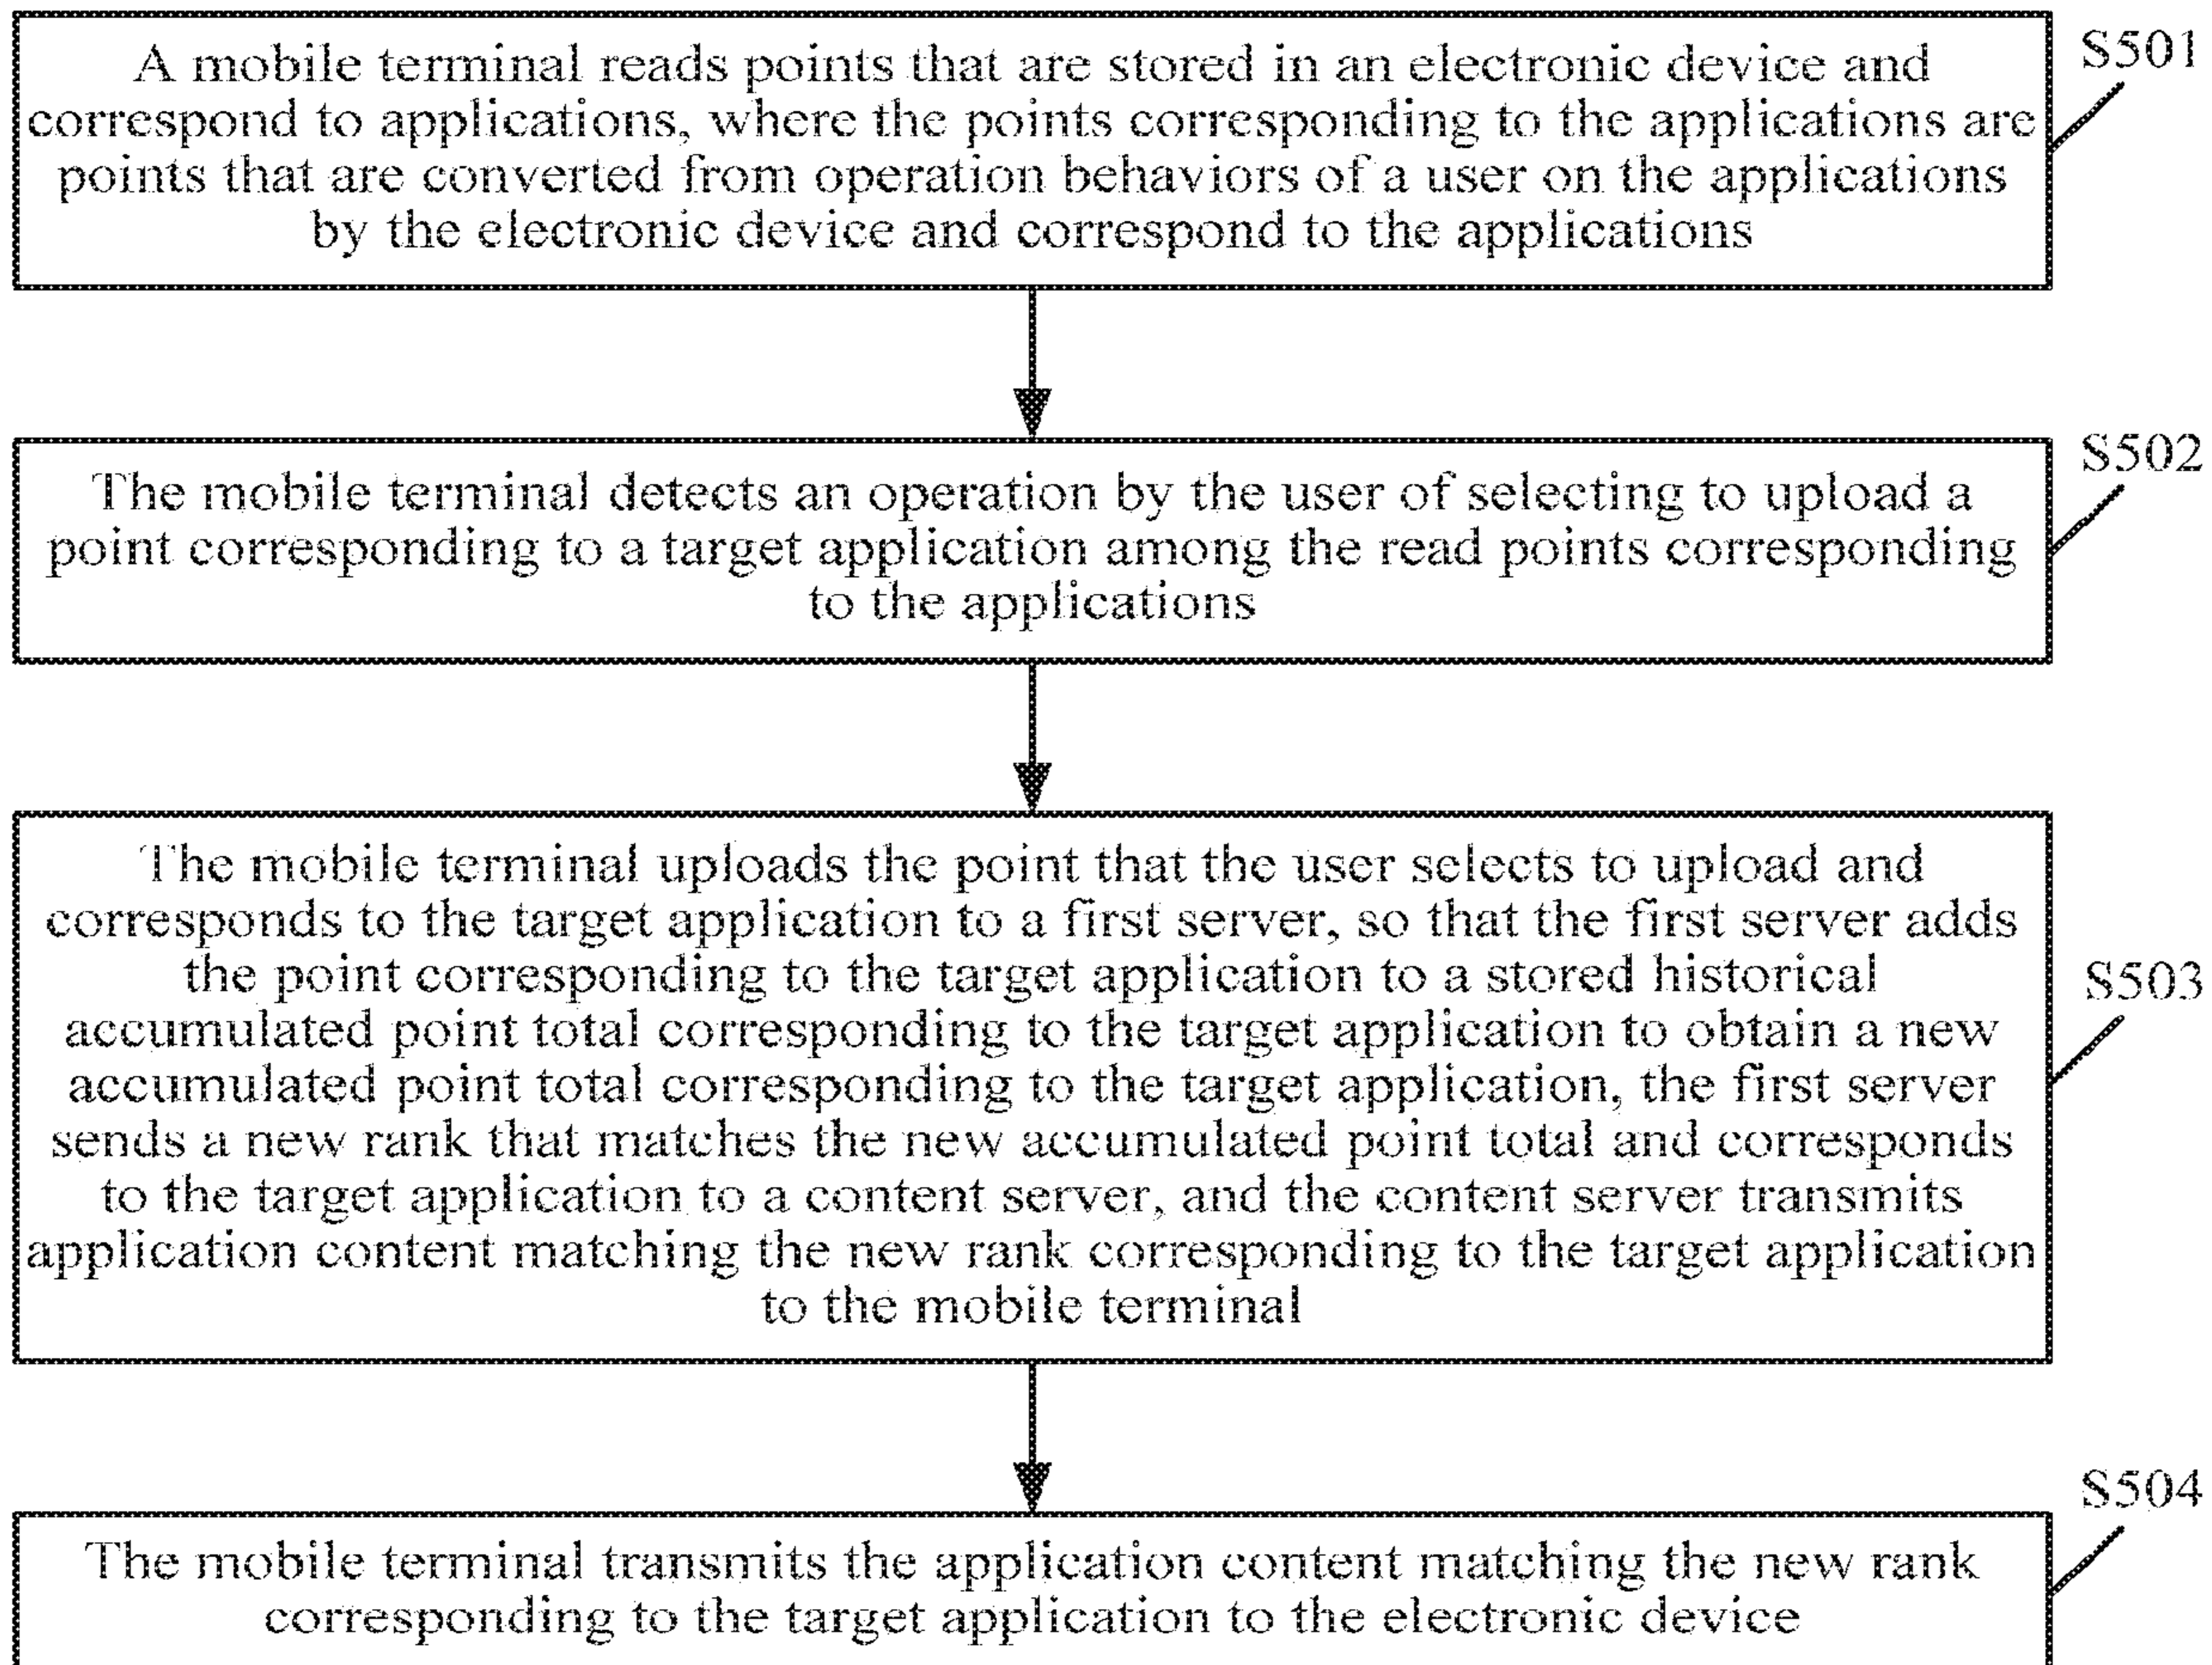 A mobile terminal reads points that are stored in an electronic device and
correspond to applications, where the points corresponding to the applications are
points that are converted from operation behaviors of a user on the applications
by the electronic device and correspond to the applications
S501
The mobile terminal detects an operation by the user of selecting to upload a
point corresponding to a target application among the read points corresponding
to the applications
S502
The mobile terminal uploads the point that the user selects to upload and
corresponds to the target application to a first server, so that the first server adds
the point corresponding to the target application to a stored historical
accumulated point total corresponding to the target application to obtain a new
accumulated point total corresponding to the target application, the first server
sends a new rank that matches the new accumulated point total and corresponds
to the target application to a content server, and the content server transmits
application content matching the new rank corresponding to the target application
to the mobile terminal
S503
The mobile terminal transmits the application content matching the new rank
corresponding to the target application to the electronic device
S504